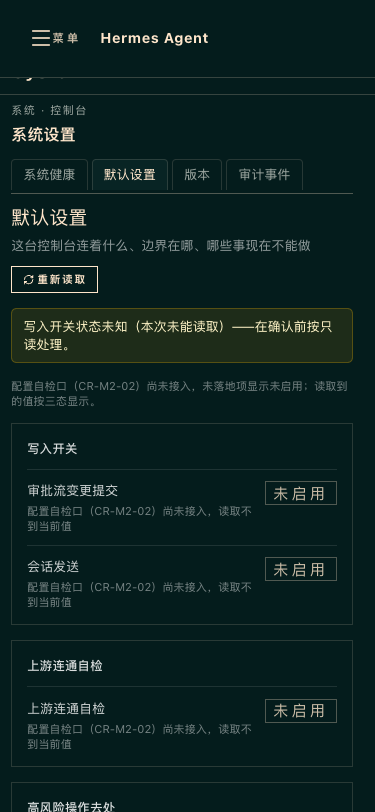 菜单
Hermes Agent
系统 · 控制台
系统设置
系统健康
默认设置
版本
审计事件
默认设置
这台控制台连着什么、边界在哪、哪些事现在不能做
重新读取
写入开关状态未知（本次未能读取）——在确认前按只
读处理。
配置自检口（CR-M2-02）尚未接入，未落地项显示未启用；读取到
的值按三态显示。
写入开关
审批流变更提交
未启用
配置自检口（CR-M2-02）尚未接入，读取不
到当前值
会话发送
未启用
配置自检口（CR-M2-02）尚未接入，读取不
到当前值
上游连通自检
上游连通自检
未启用
配置自检口（CR-M2-02）尚未接入，读取不
到当前值
高风险操作去处